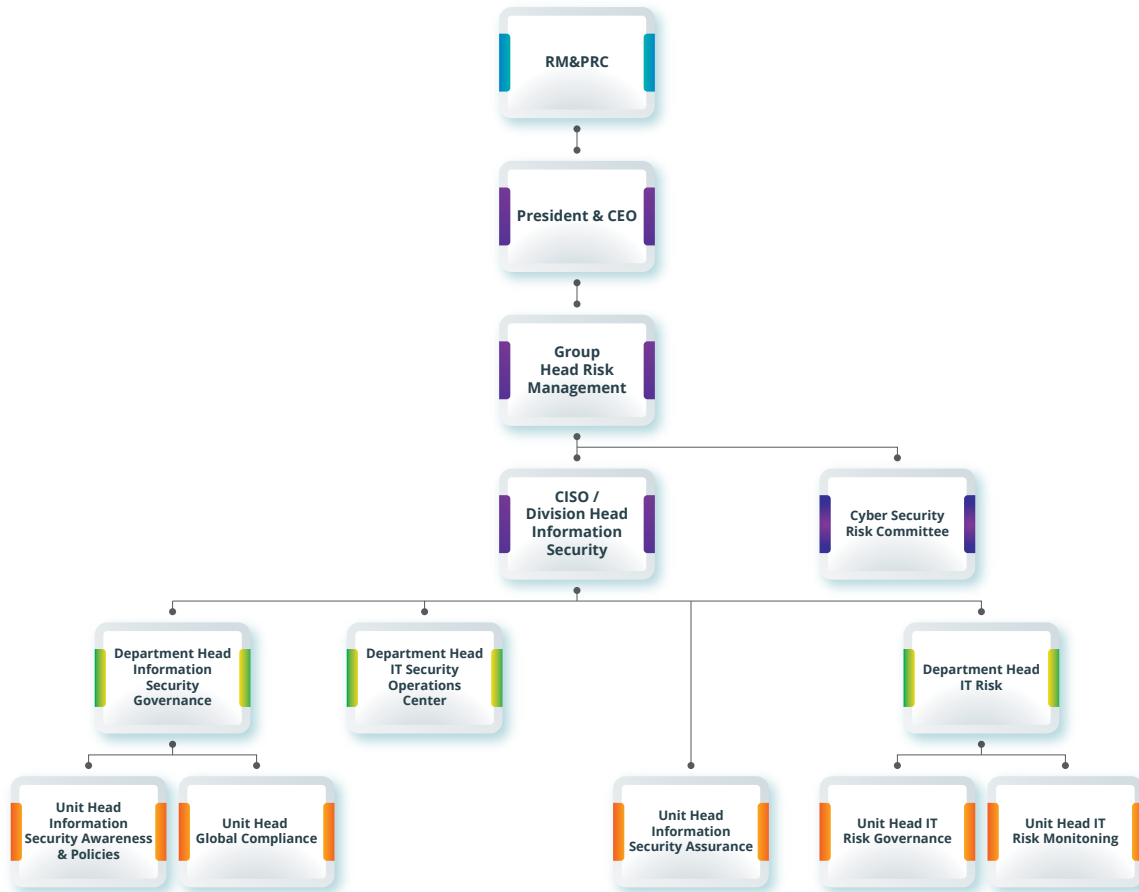 RM&PRC
President & CEO
Group
Head Risk
Management
CISO /
Division Head
Information
Security
Cyber Security
Risk Committee
Department Head
Information
Security
Governance
Department Head
IT Security
Operations
Center
Department Head
IT Risk
Unit Head
Information
Security Awareness
& Policies
Unit Head
Global Compliance
Unit Head
Information
Security Assurance
Unit Head IT
Risk Governance
Unit Head IT
Risk Monitoing